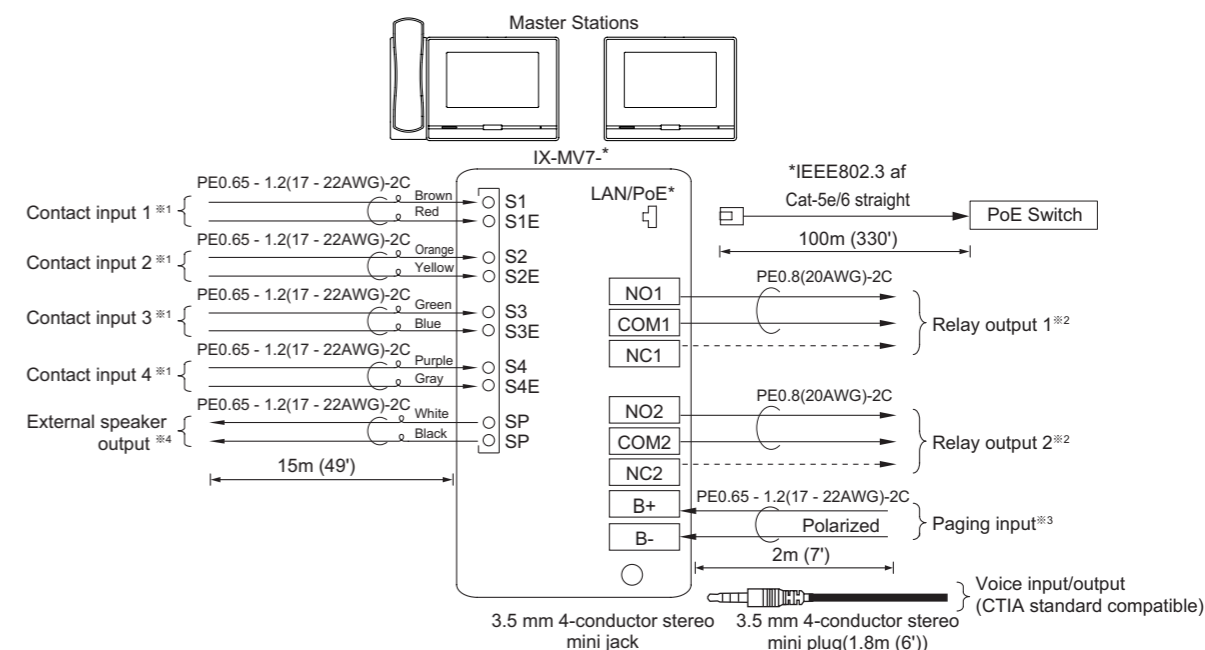 Master Stations
IX-MV7-*
PE0.65 - 1.2(17 - 22AWG)-2C
Contact input 1 ※1
Brown
Red
S1
S1E
PE0.65 - 1.2(17 - 22AWG)-2C
Contact input 2 ※1
Orange
Yellow
S2
S2E
PE0.65 - 1.2(17 - 22AWG)-2C
Contact input 3 ※1
Green
Blue
S3
S3E
PE0.65 - 1.2(17 - 22AWG)-2C
Contact input 4 ※1
Purple
Gray
S4
S4E
PE0.65 - 1.2(17 - 22AWG)-2C
External speaker
output ※4
White
Black
SP
SP
15m (49')
LAN/PoE*
*IEEE802.3 af
Cat-5e/6 straight
PoE Switch
100m (330')
PE0.8(20AWG)-2C
NO1
COM1
NC1
Relay output 1※2
PE0.8(20AWG)-2C
NO2
COM2
NC2
Relay output 2※2
PE0.65 - 1.2(17 - 22AWG)-2C
B+
B-
Polarized
Paging input※3
2m (7')
Voice input/output
(CTIA standard compatible)
3.5 mm 4-conductor stereo
mini jack
3.5 mm 4-conductor stereo
mini plug(1.8m (6'))